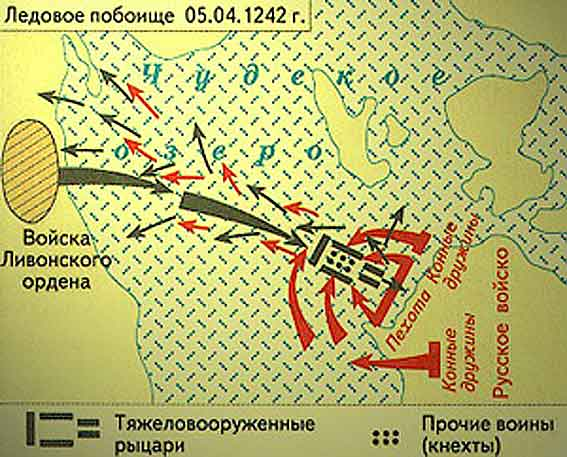 Ледовое побоище 05.04.1242 г.
Чудское
озеро
Войска
Ливонского
ордена
Пехота
Конные
дружины
Конные
дружины
Русское войско
Тяжеловооруженные
рыцари
Прочие воины
(кнехты)